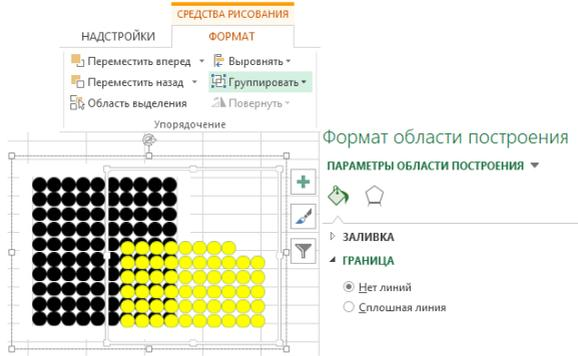 СРЕДСТВА РИСОВАНИЯ
НАДСТРОЙКИ ФОРМАТ
Переместить вперед Выровнять
Переместить назад Группировать
Область выделения Повернуть
Упорядочение
Формат области построения
ПАРАМЕТРЫ ОБЛАСТИ ПОСТРОЕНИЯ
ЗАЛИВКА
ГРАНИЦА
Нет линий
Сплошная линия